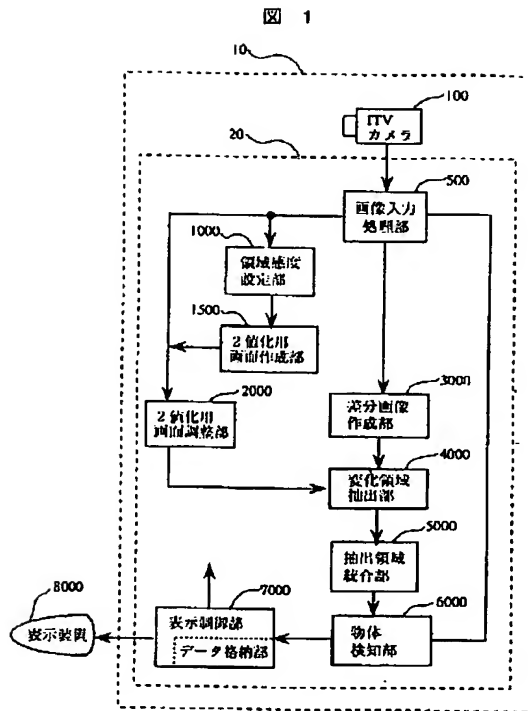 図 1
10
100
ITV
カメラ
20
500
画像入力
処理部
1000
領域感度
設定部
1500
2値化用
画面作成部
2000
2値化用
画面調整部
3000
差分画像
作成部
4000
変化領域
抽出部
5000
抽出領域
統合部
6000
物体
検知部
7000
表示制御部
データ格納部
8000
表示装置